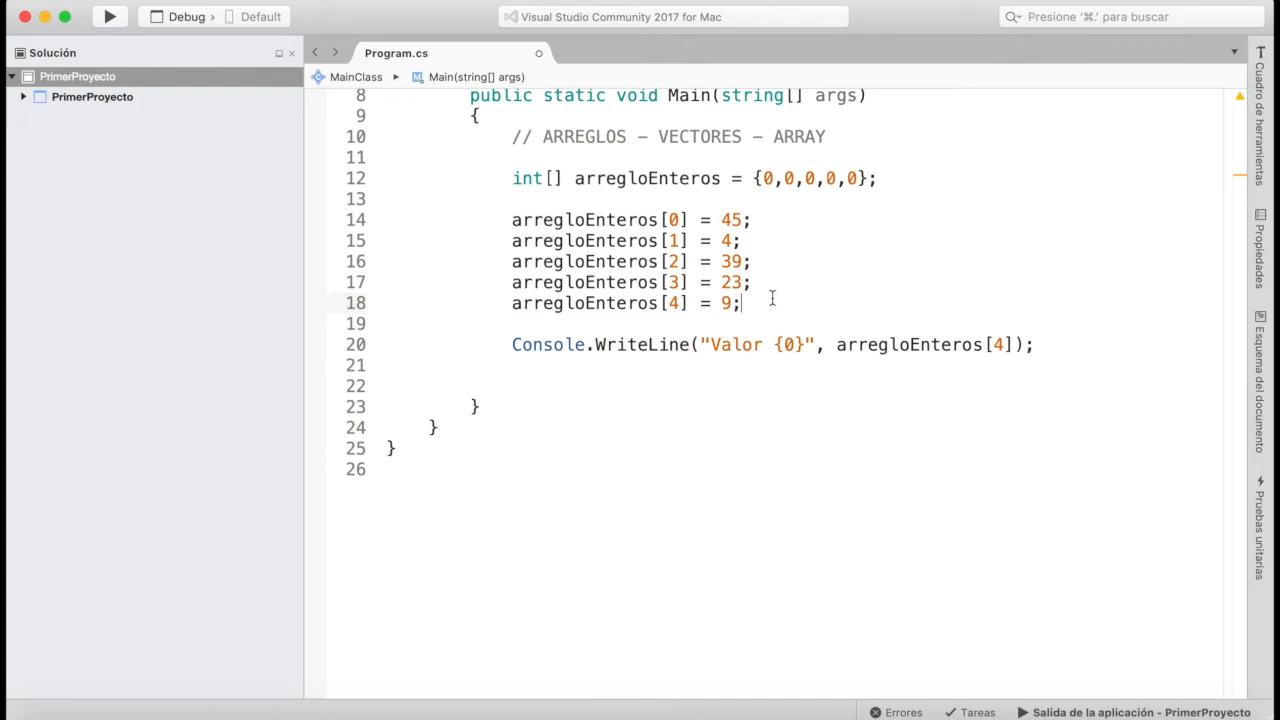 Debug › Default
Visual Studio Community 2017 for Mac
Presione '⌘.' para buscar
Solución
PrimerProyecto
PrimerProyecto
Program.cs
MainClass ▸ M Main(string[] args)
8 public static void Main(string[] args)
9 {
10 // ARREGLOS – VECTORES – ARRAY
11
12 int[] arregloEnteros = {0,0,0,0,0};
13
14 arregloEnteros[0] = 45;
15 arregloEnteros[1] = 4;
16 arregloEnteros[2] = 39;
17 arregloEnteros[3] = 23;
18 arregloEnteros[4] = 9;
19
20 Console.WriteLine("Valor {0}", arregloEnteros[4]);
21
22
23 }
24 }
25 }
26
Cuadro de herramientas
Propiedades
Esquema del documento
Pruebas unitarias
Errores Tareas Salida de la aplicación - PrimerProyecto